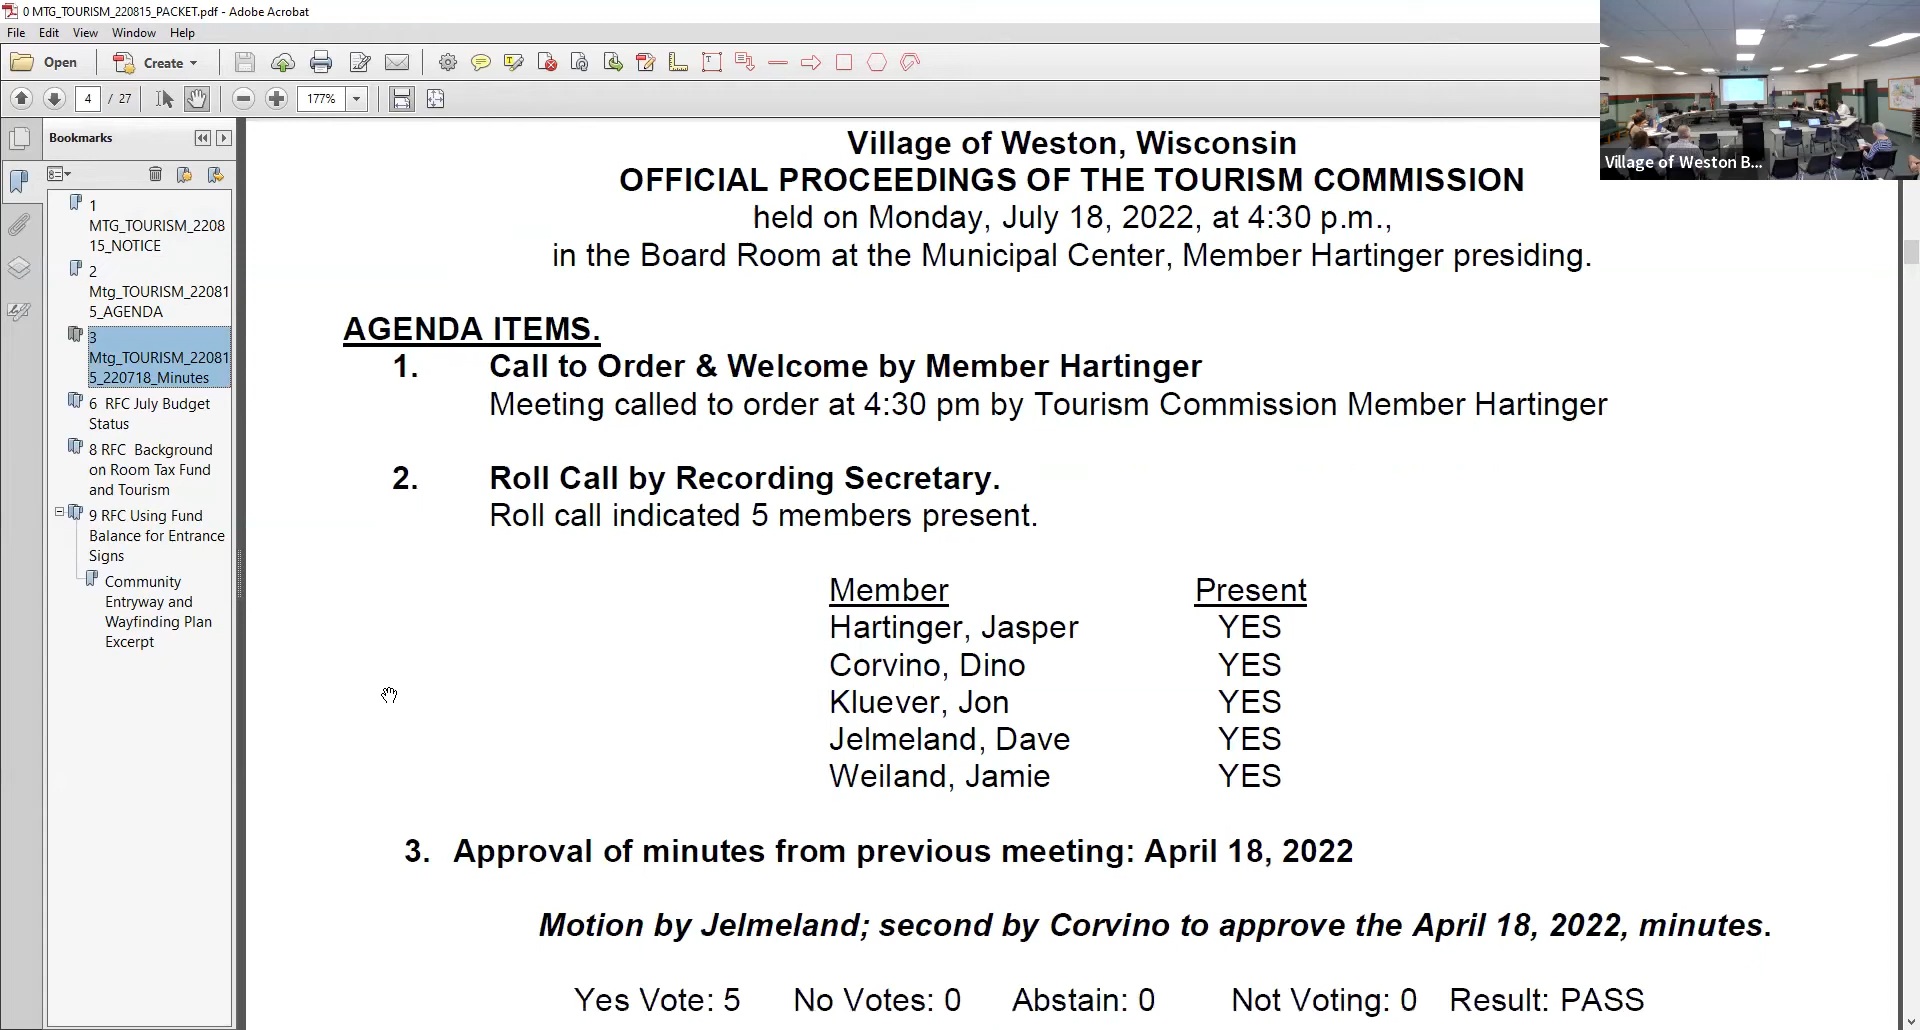 0 MTG_TOURISM_220815_PACKET.pdf - Adobe Acrobat
File Edit View Window Help
Open Create
4 / 27 177%
Bookmarks
1
MTG_TOURISM_2208
15_NOTICE
2
Mtg_TOURISM_22081
5_AGENDA
3
Mtg_TOURISM_22081
5_220718_Minutes
6 RFC July Budget
Status
8 RFC Background
on Room Tax Fund
and Tourism
9 RFC Using Fund
Balance for Entrance
Signs
Community
Entryway and
Wayfinding Plan
Excerpt
Village of Weston, Wisconsin
OFFICIAL PROCEEDINGS OF THE TOURISM COMMISSION
held on Monday, July 18, 2022, at 4:30 p.m.,
in the Board Room at the Municipal Center, Member Hartinger presiding.
AGENDA ITEMS.
1. Call to Order & Welcome by Member Hartinger
Meeting called to order at 4:30 pm by Tourism Commission Member Hartinger
2. Roll Call by Recording Secretary.
Roll call indicated 5 members present.
Member Present
Hartinger, Jasper YES
Corvino, Dino YES
Kluever, Jon YES
Jelmeland, Dave YES
Weiland, Jamie YES
3. Approval of minutes from previous meeting: April 18, 2022
Motion by Jelmeland; second by Corvino to approve the April 18, 2022, minutes.
Yes Vote: 5 No Votes: 0 Abstain: 0 Not Voting: 0 Result: PASS
Village of Weston B...